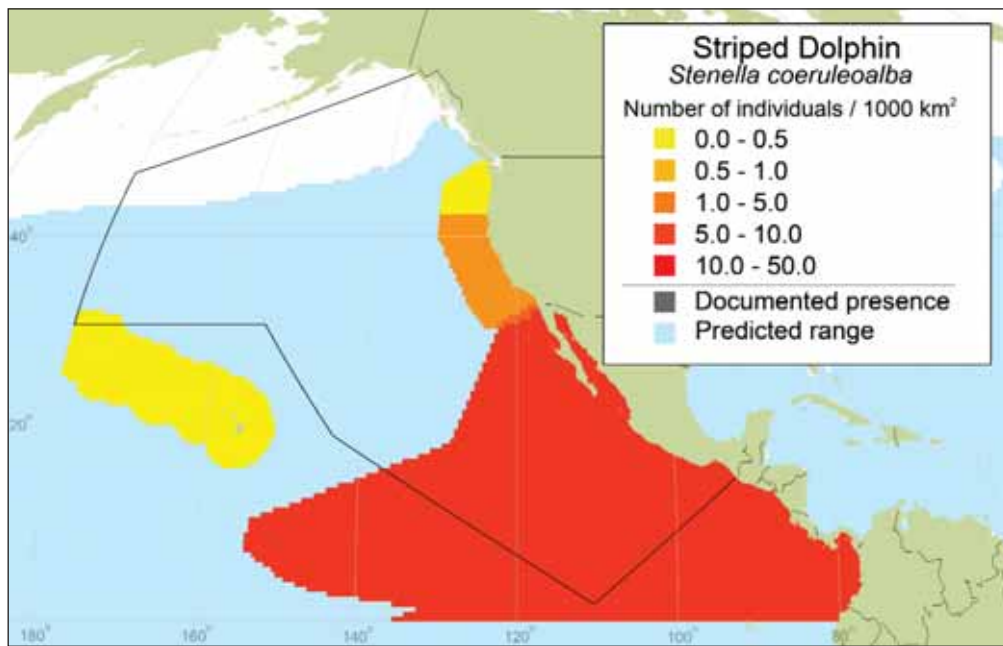 Striped Dolphin
Stenella coeruleoalba
Number of individuals / 1000 km²
0.0 - 0.5
0.5 - 1.0
1.0 - 5.0
5.0 - 10.0
10.0 - 50.0
Documented presence
Predicted range
40°
20°
180° 160° 140° 120° 100° 80°